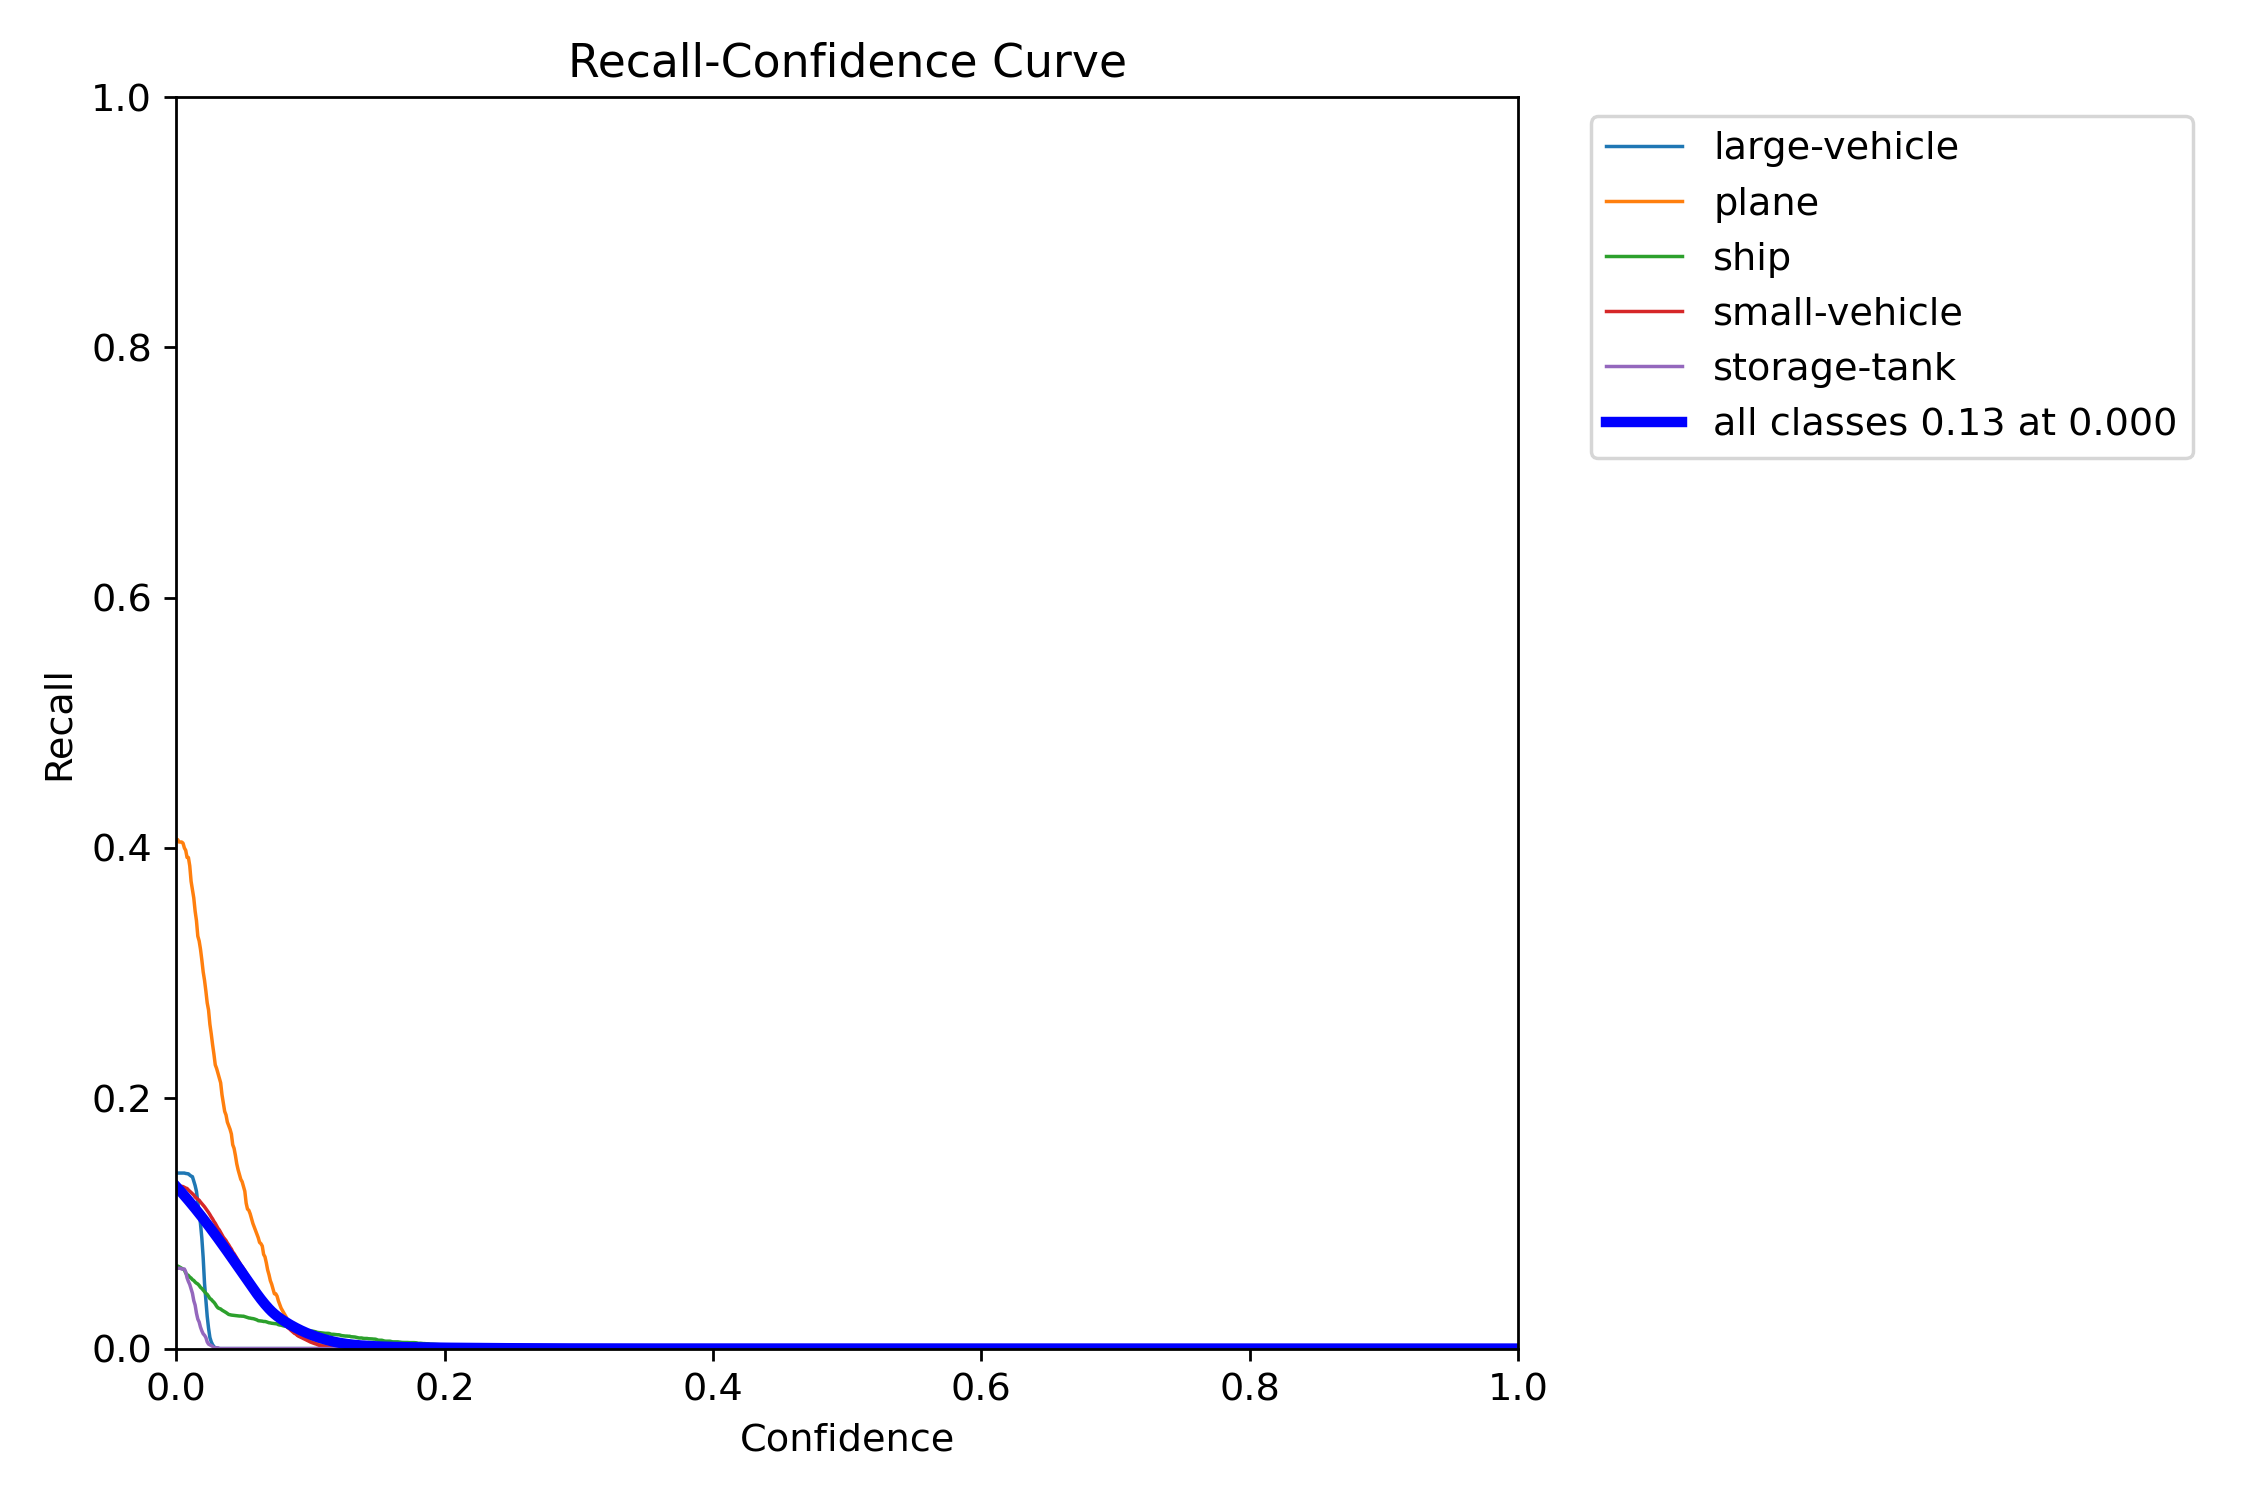 Recall-Confidence Curve
1.0
0.8
0.6
0.4
0.2
0.0
Recall
0.0 0.2 0.4 0.6 0.8 1.0
Confidence
large-vehicle
plane
ship
small-vehicle
storage-tank
all classes 0.13 at 0.000